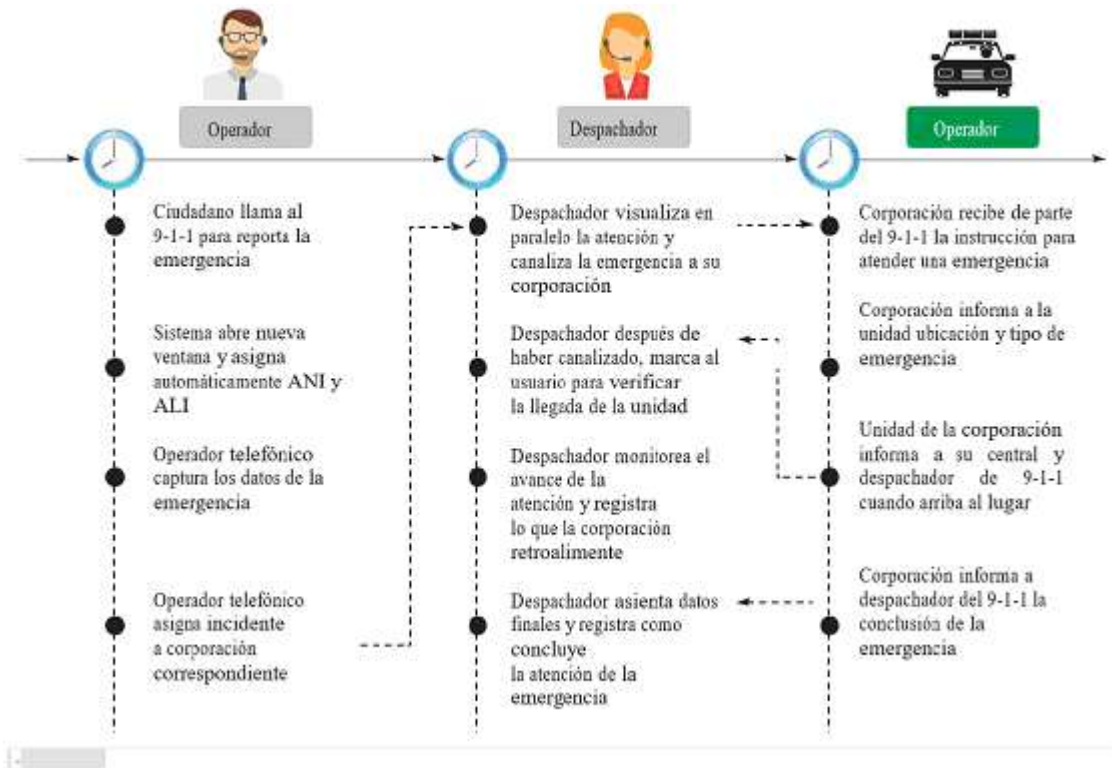 Operador
Despachador
Operador
Ciudadano llama al
9-1-1 para reporta la
emergencia
Sistema abre nueva
ventana y asigna
automáticamente ANI y
ALI
Operador telefónico
captura los datos de la
emergencia
Operador telefónico
asigna incidente
a corporación
correspondiente
Despachador visualiza en
paralelo la atención y
canaliza la emergencia a su
corporación
Despachador después de
haber canalizado, marca al
usuario para verificar
la llegada de la unidad
Despachador monitorea el
avance de la
atención y registra
lo que la corporación
retroalimente
Despachador asienta datos
finales y registra como
concluye
la atención de la
emergencia
Corporación recibe de parte
del 9-1-1 la instrucción para
atender una emergencia
Corporación informa a la
unidad ubicación y tipo de
emergencia
Unidad de la corporación
informa a su central y
despachador de 9-1-1
cuando arriba al lugar
Corporación informa a
despachador del 9-1-1 la
conclusión de la
emergencia